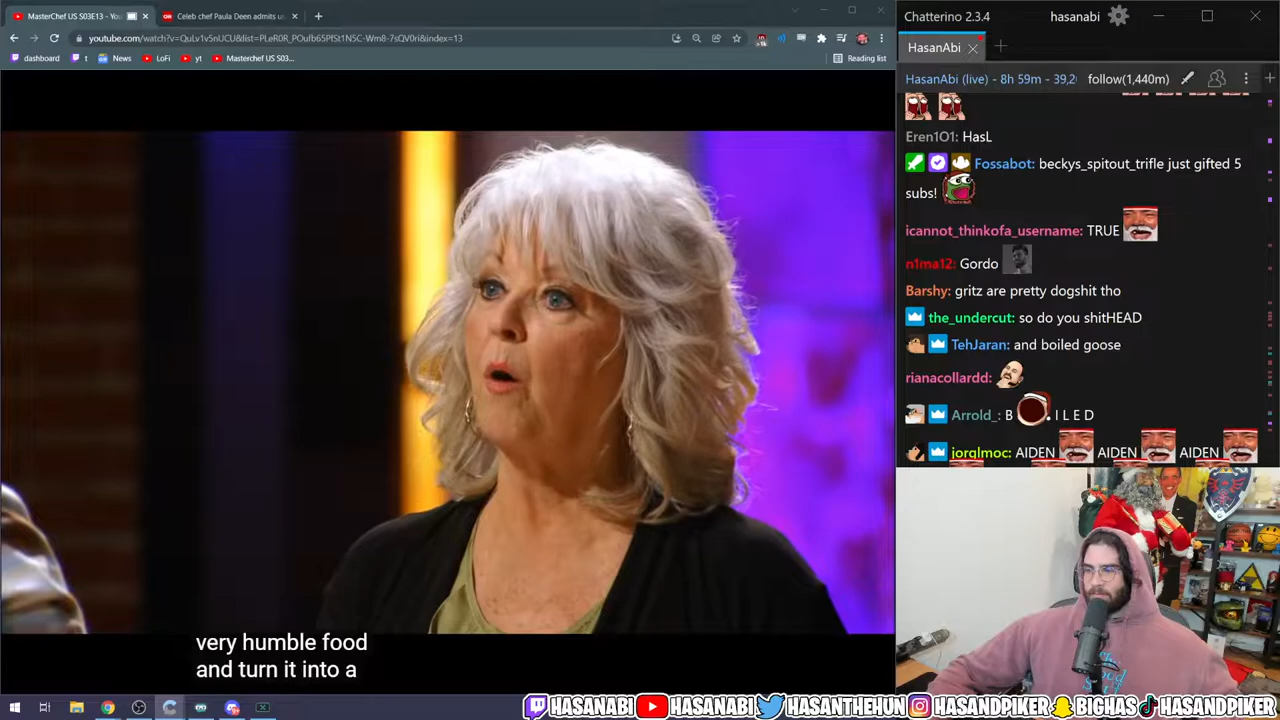 MasterChef US S03E13 - You
Celeb chef Paula Deen admits us
youtube.com/watch?v=QuLv1v5nUCU&list=PLeR0R_POufb65PfSt1N5C-Wm8-7sQV0ri&index=13
dashboard
t
News
LoFi
yt
Masterchef US S03...
Reading list
very humble food
and turn it into a
Chatterino 2.3.4
hasanabi
HasanAbi
HasanAbi (live) - 8h 59m - 39,2
follow(1,440m)
Eren1O1: HasL
Fossabot: beckys_spitout_trifle just gifted 5
subs!
icannot_thinkofa_username: TRUE
n1ma12: Gordo
Barshy: gritz are pretty dogshit tho
the_undercut: so do you shitHEAD
TehJaran: and boiled goose
rianacollardd:
Arrold_: B . I L E D
jorqlmoc: AIDEN AIDEN AIDEN
HASANABI HASANABI HASANTHEHUN HASANDPIKER BIGHAS HASANDPIKER